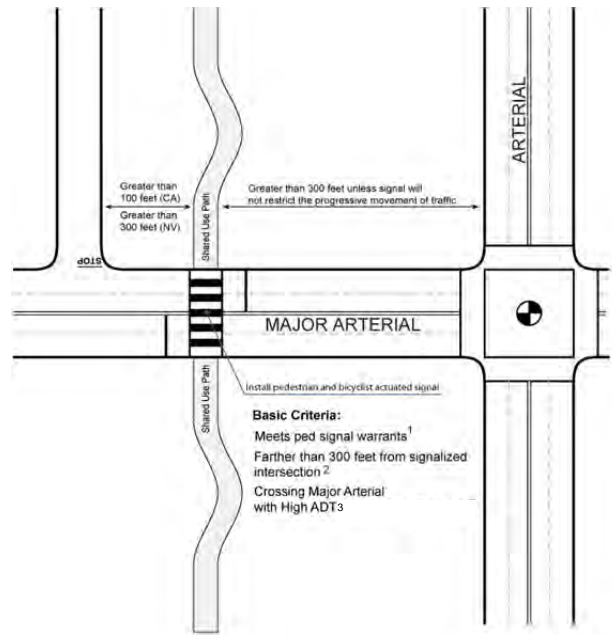 ARTERIAL
Greater than
100 feet (CA)
Greater than
300 feet (NV)
Shared Use Path
Greater than 300 feet unless signal will
not restrict the progressive movement of traffic
STOP
MAJOR ARTERIAL
Install pedestrian and bicyclist actuated signal
Shared Use Path
Basic Criteria:
Meets ped signal warrants1
Farther than 300 feet from signalized
intersection2
Crossing Major Arterial
with High ADT3